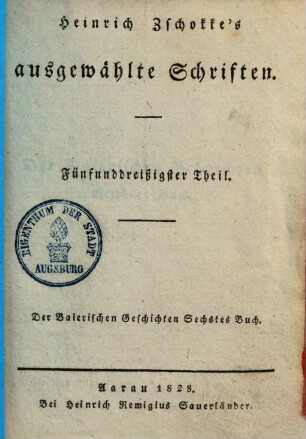 Heinrich Zschokke's
ausgewählte Schriften.
Fünfunddreißigster Theil.
EIGENTHUM DER STADT
AUGSBURG
Der Baierischen Geschichten Sechstes Buch.
Aarau 1828.
Bei Heinrich Remigius Sauerländer.